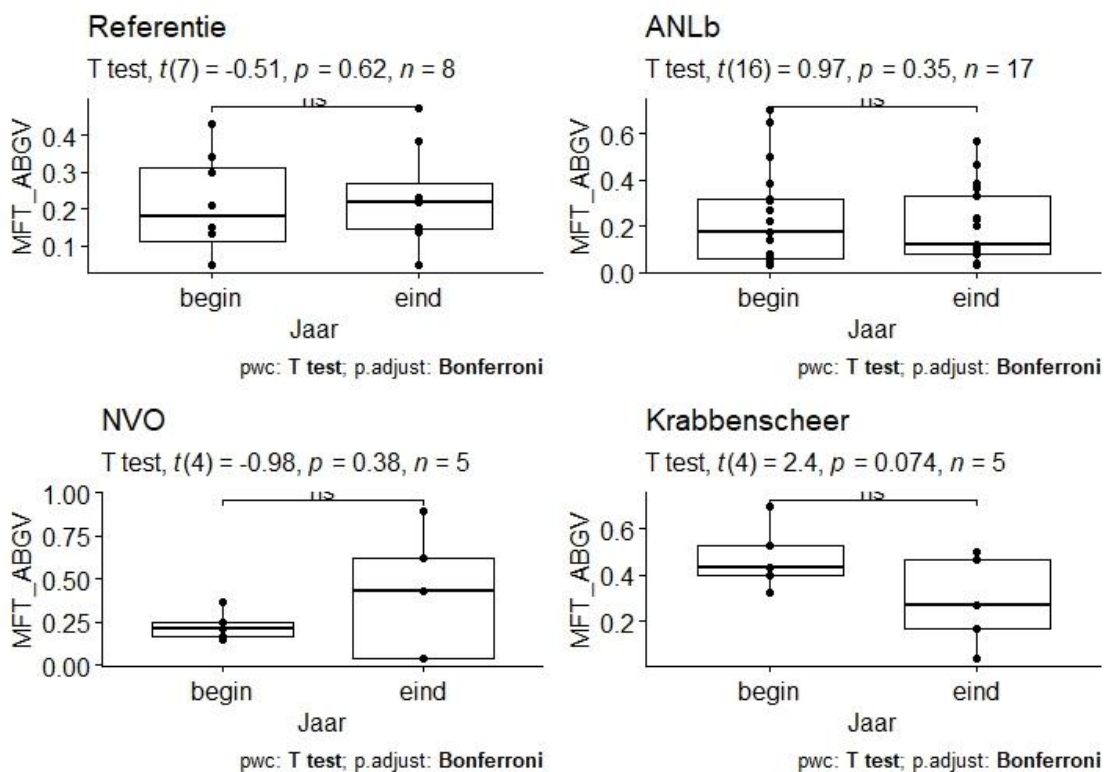 Referentie
T test, t(7) = -0.51, p = 0.62, n = 8
ns
MFT_ABGV
0.4
0.3
0.2
0.1
begin eind
Jaar
pwc: T test; p.adjust: Bonferroni
ANLb
T test, t(16) = 0.97, p = 0.35, n = 17
ns
MFT_ABGV
0.6
0.4
0.2
0.0
begin eind
Jaar
pwc: T test; p.adjust: Bonferroni
NVO
T test, t(4) = -0.98, p = 0.38, n = 5
ns
MFT_ABGV
1.00
0.75
0.50
0.25
0.00
begin eind
Jaar
pwc: T test; p.adjust: Bonferroni
Krabbenscheer
T test, t(4) = 2.4, p = 0.074, n = 5
ns
MFT_ABGV
0.6
0.4
0.2
begin eind
Jaar
pwc: T test; p.adjust: Bonferroni